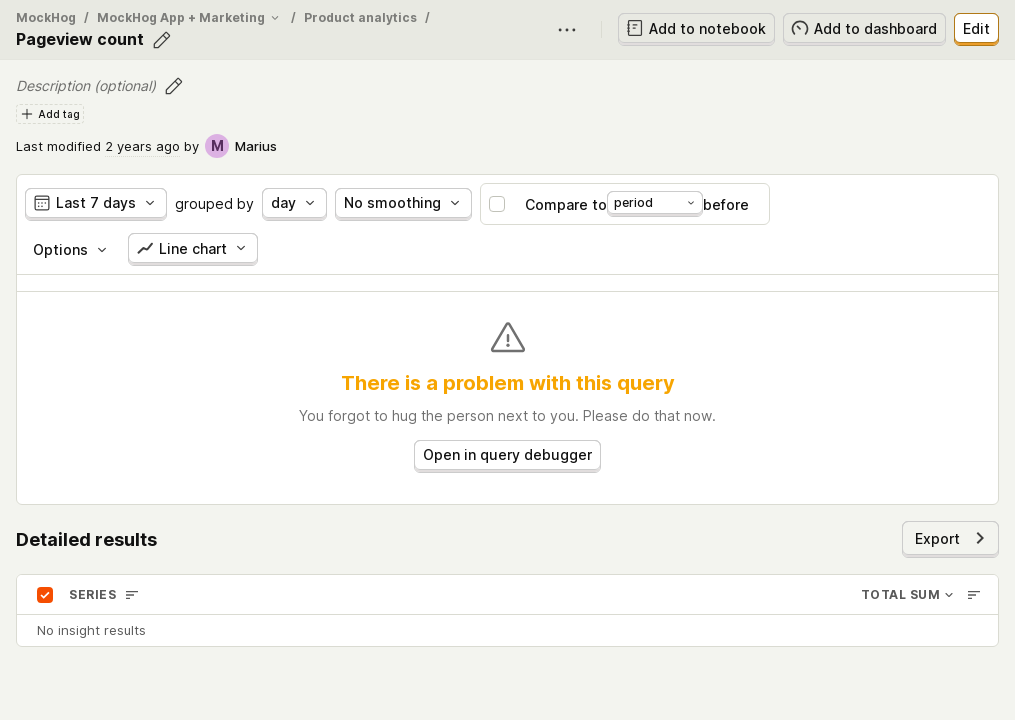 MockHog / MockHog App + Marketing / Product analytics /
Pageview count
Add to notebook
Add to dashboard
Edit
Description (optional)
Add tag
Last modified 2 years ago by M Marius
Last 7 days grouped by day No smoothing Compare to period before
Options Line chart
There is a problem with this query
You forgot to hug the person next to you. Please do that now.
Open in query debugger
Detailed results
Export
SERIES TOTAL SUM
No insight results